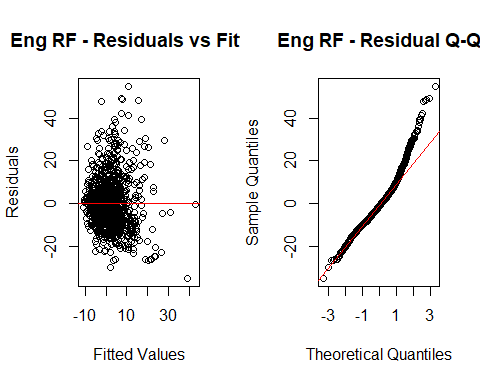 Eng RF - Residuals vs Fit
Residuals
40
20
0
-20
-10
10
30
Fitted Values
Eng RF - Residual Q-Q
Sample Quantiles
40
20
0
-20
-3
-1
1
3
Theoretical Quantiles